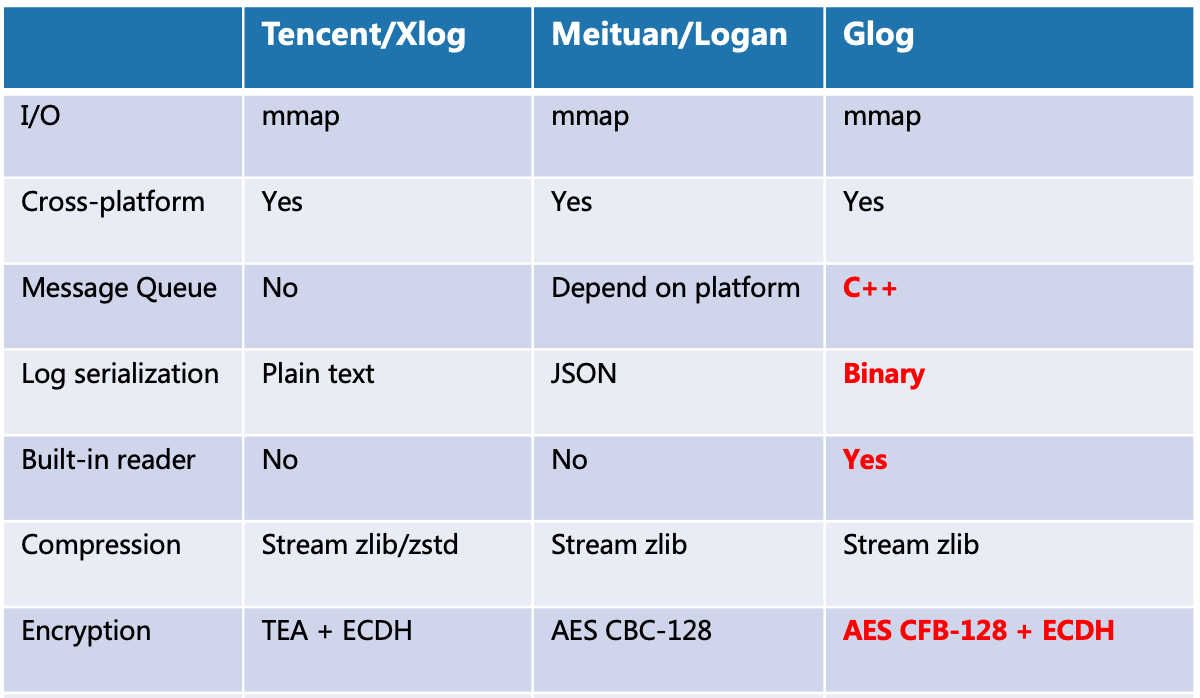 Tencent/Xlog Meituan/Logan Glog
I/O mmap mmap mmap
Cross-platform Yes Yes Yes
Message Queue No Depend on platform C++
Log serialization Plain text JSON Binary
Built-in reader No No Yes
Compression Stream zlib/zstd Stream zlib Stream zlib
Encryption TEA + ECDH AES CBC-128 AES CFB-128 + ECDH